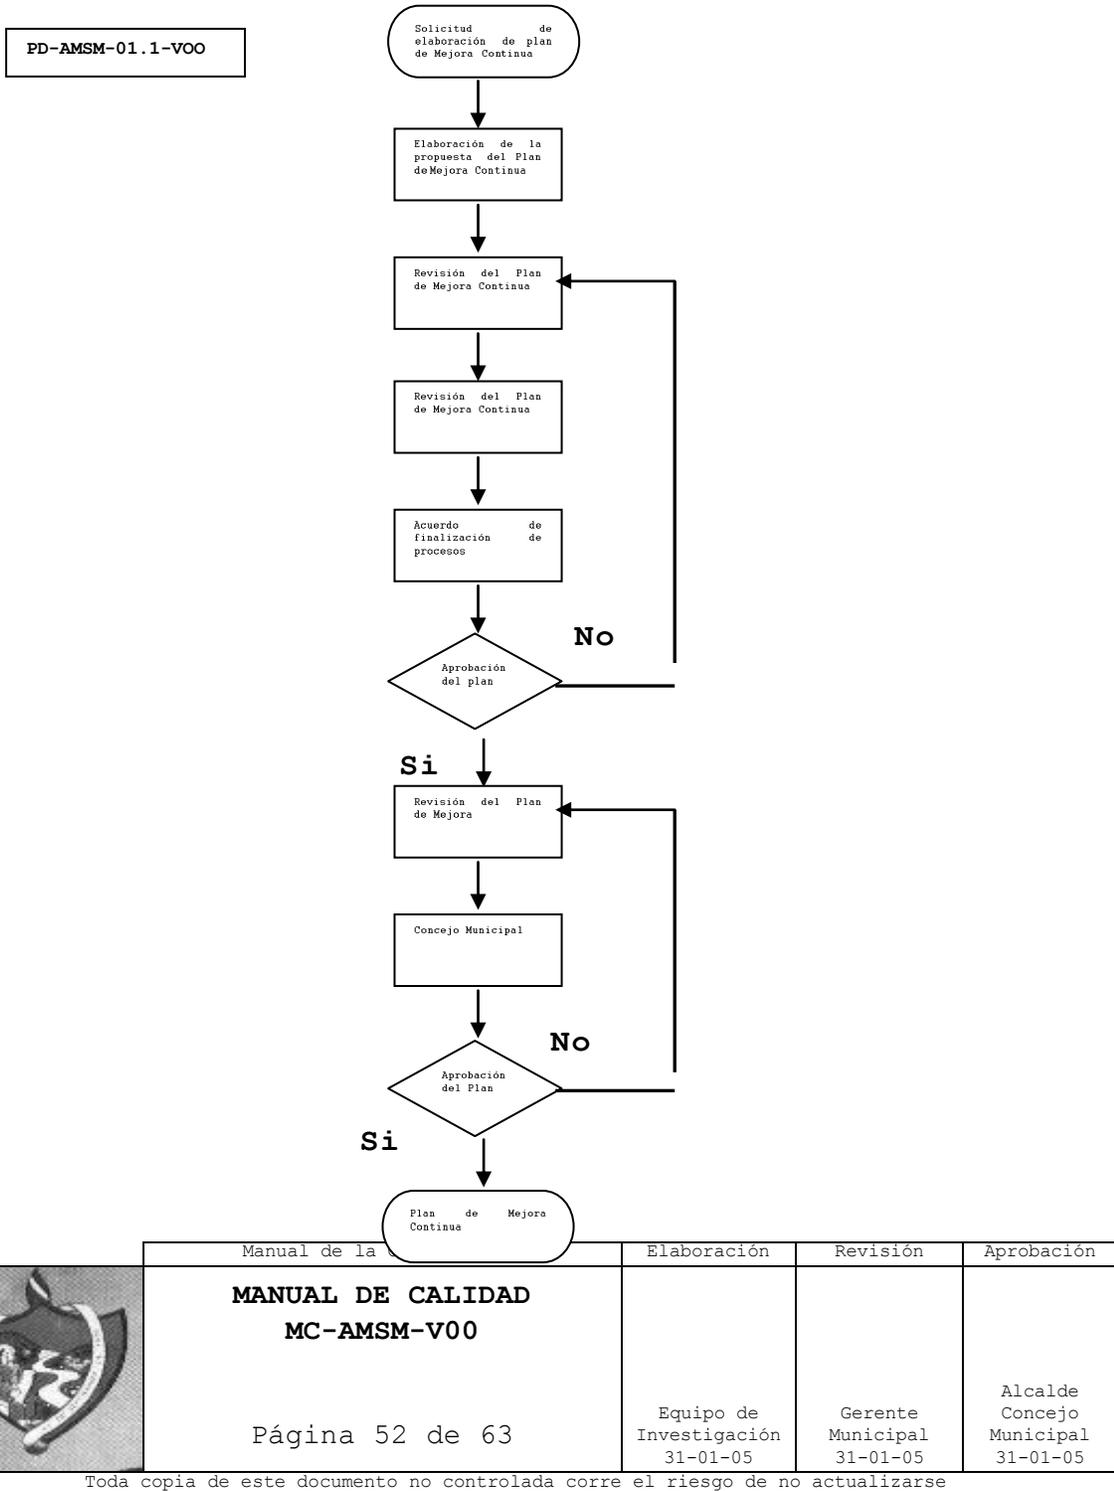 PD-AMSM-01.1-VOO
Solicitud de
elaboración de plan
de Mejora Continua
Elaboración de la
propuesta del Plan
de Mejora Continua
Revisión del Plan
de Mejora Continua
Revisión del Plan
de Mejora Continua
Acuerdo de
finalización de
procesos
No
Aprobación
del plan
Si
Revisión del Plan
de Mejora
Concejo Municipal
No
Aprobación
del Plan
Si
Plan de Mejora
Continua
Manual de la
Elaboración
Revisión
Aprobación
MANUAL DE CALIDAD
MC-AMSM-V00
Página 52 de 63
Equipo de
Investigación
31-01-05
Gerente
Municipal
31-01-05
Alcalde
Concejo
Municipal
31-01-05
Toda copia de este documento no controlada corre el riesgo de no actualizarse